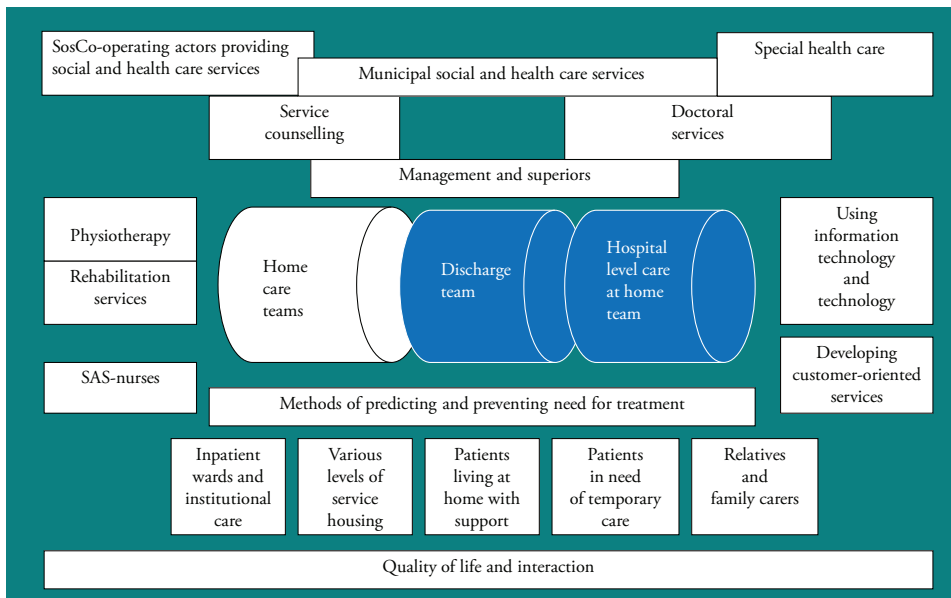 SosCo-operating actors providing
social and health care services
Special health care
Municipal social and health care services
Service
counselling
Doctoral
services
Management and superiors
Physiotherapy
Rehabilitation
services
SAS-nurses
Home
care
teams
Discharge
team
Hospital
level care
at home
team
Using
information
technology
and
technology
Developing
customer-oriented
services
Methods of predicting and preventing need for treatment
Inpatient
wards and
institutional
care
Various
levels of
service
housing
Patients
living at
home with
support
Patients
in need
of temporary
care
Relatives
and
family carers
Quality of life and interaction